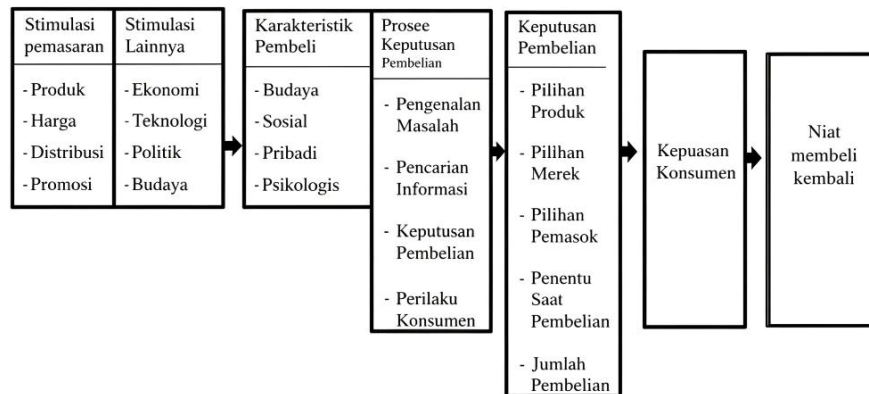 Stimulasi
pemasaran
- Produk
- Harga
- Distribusi
- Promosi
Stimulasi
Lainnya
- Ekonomi
- Teknologi
- Politik
- Budaya
Karakteristik
Pembeli
- Budaya
- Sosial
- Pribadi
- Psikologis
Prosee
Keputusan
Pembelian
- Pengenalan
Masalah
- Pencarian
Informasi
- Keputusan
Pembelian
- Perilaku
Konsumen
Keputusan
Pembelian
- Pilihan
Produk
- Pilihan
Merek
- Pilihan
Pemasok
- Penentu
Saat
Pembelian
- Jumlah
Pembelian
Kepuasan
Konsumen
Niat
membeli
kembali